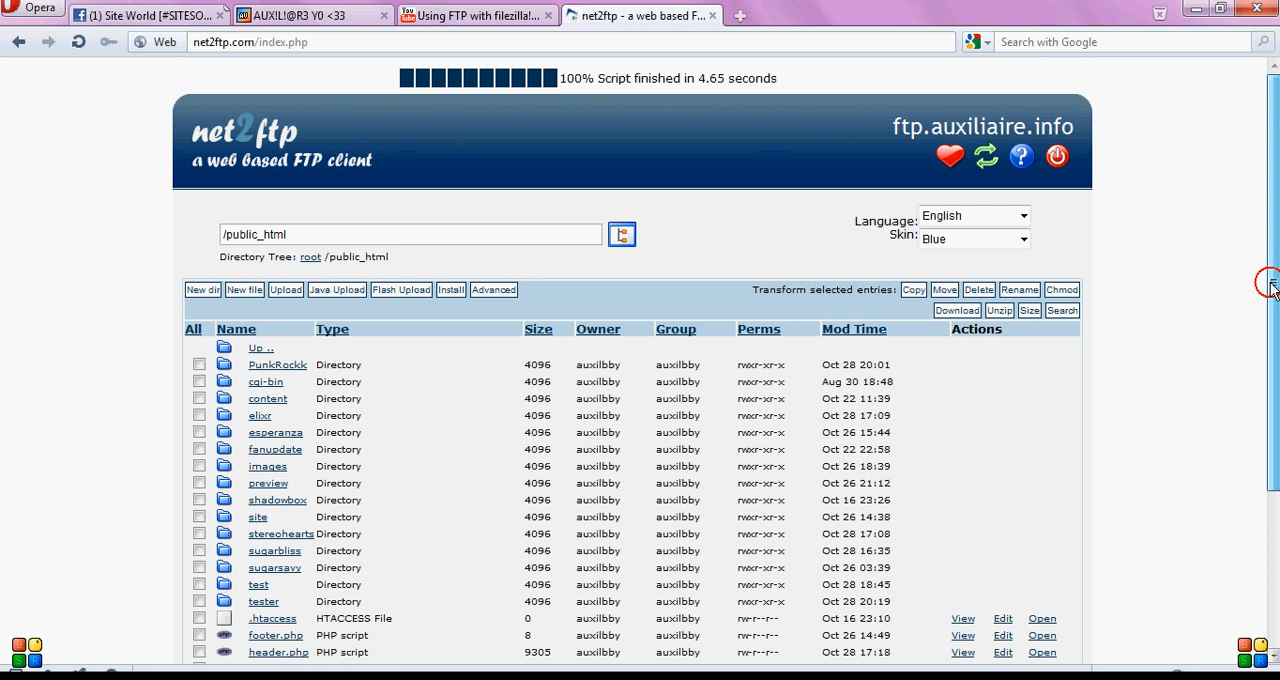 Opera
(1) Site World [#SITESO...
AUX!L!@R3 Y0 <33
Using FTP with filezilla!...
net2ftp - a web based F...
Web
net2ftp.com/index.php
Search with Google
100% Script finished in 4.65 seconds
net2ftp
a web based FTP client
ftp.auxiliaire.info
/public_html
Language: English
Skin: Blue
Directory Tree: root /public_html
New dir New file Upload Java Upload Flash Upload Install Advanced Transform selected entries: Copy Move Delete Rename Chmod
Download Unzip Size Search
All Name Type Size Owner Group Perms Mod Time Actions
Up ..
PunkRockk Directory 4096 auxilbby auxilbby rwxr-xr-x Oct 28 20:01
cgi-bin Directory 4096 auxilbby auxilbby rwxr-xr-x Aug 30 18:48
content Directory 4096 auxilbby auxilbby rwxr-xr-x Oct 22 11:39
elixr Directory 4096 auxilbby auxilbby rwxr-xr-x Oct 28 17:09
esperanza Directory 4096 auxilbby auxilbby rwxr-xr-x Oct 26 15:44
fanupdate Directory 4096 auxilbby auxilbby rwxr-xr-x Oct 22 22:58
images Directory 4096 auxilbby auxilbby rwxr-xr-x Oct 26 18:39
preview Directory 4096 auxilbby auxilbby rwxr-xr-x Oct 26 21:12
shadowbox Directory 4096 auxilbby auxilbby rwxr-xr-x Oct 16 23:26
site Directory 4096 auxilbby auxilbby rwxr-xr-x Oct 26 14:38
stereohearts Directory 4096 auxilbby auxilbby rwxr-xr-x Oct 28 17:08
sugarbliss Directory 4096 auxilbby auxilbby rwxr-xr-x Oct 28 16:35
sugarsavy Directory 4096 auxilbby auxilbby rwxr-xr-x Oct 26 03:39
test Directory 4096 auxilbby auxilbby rwxr-xr-x Oct 28 18:45
tester Directory 4096 auxilbby auxilbby rwxr-xr-x Oct 28 20:19
.htaccess HTACCESS File 0 auxilbby auxilbby rw-r--r-- Oct 16 23:10 View Edit Open
footer.php PHP script 8 auxilbby auxilbby rw-r--r-- Oct 26 14:49 View Edit Open
header.php PHP script 9305 auxilbby auxilbby rw-r--r-- Oct 28 17:18 View Edit Open